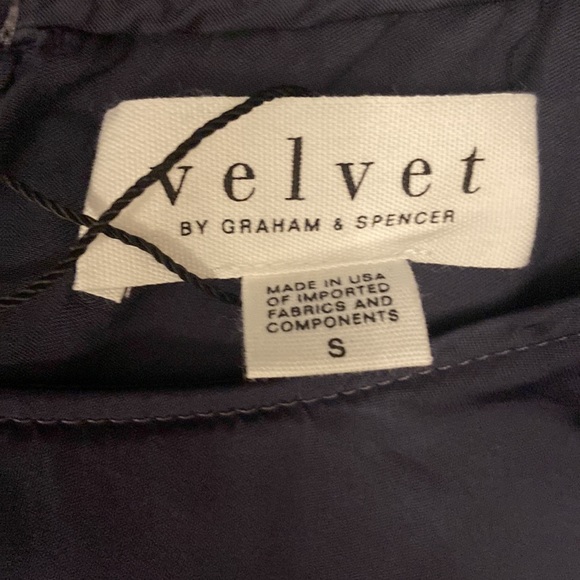 velvet
BY GRAHAM & SPENCER
MADE IN USA
OF IMPORTED
FABRICS AND
COMPONENTS
S